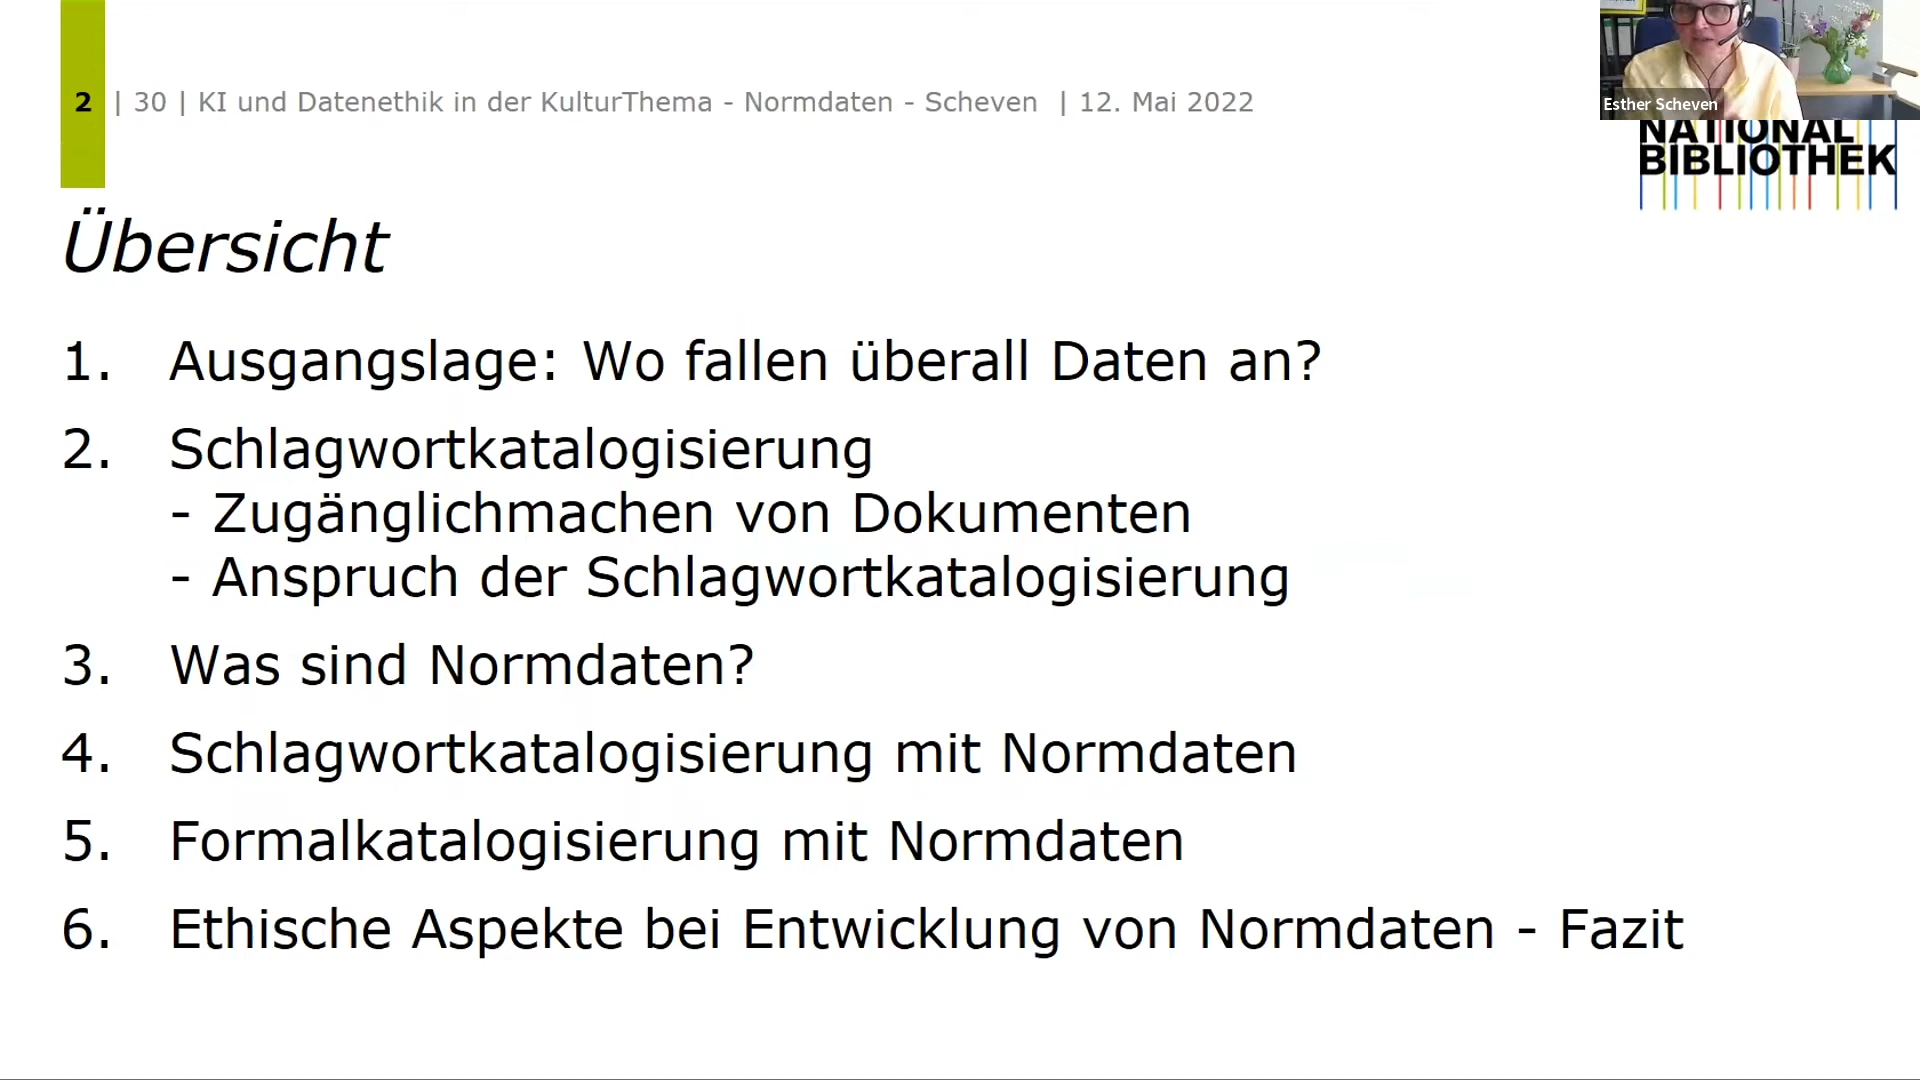 2 | 30 | KI und Datenethik in der KulturThema - Normdaten - Scheven | 12. Mai 2022
Esther Scheven
NATIONAL
BIBLIOTHEK
Übersicht
1. Ausgangslage: Wo fallen überall Daten an?
2. Schlagwortkatalogisierung
- Zugänglichmachen von Dokumenten
- Anspruch der Schlagwortkatalogisierung
3. Was sind Normdaten?
4. Schlagwortkatalogisierung mit Normdaten
5. Formalkatalogisierung mit Normdaten
6. Ethische Aspekte bei Entwicklung von Normdaten - Fazit